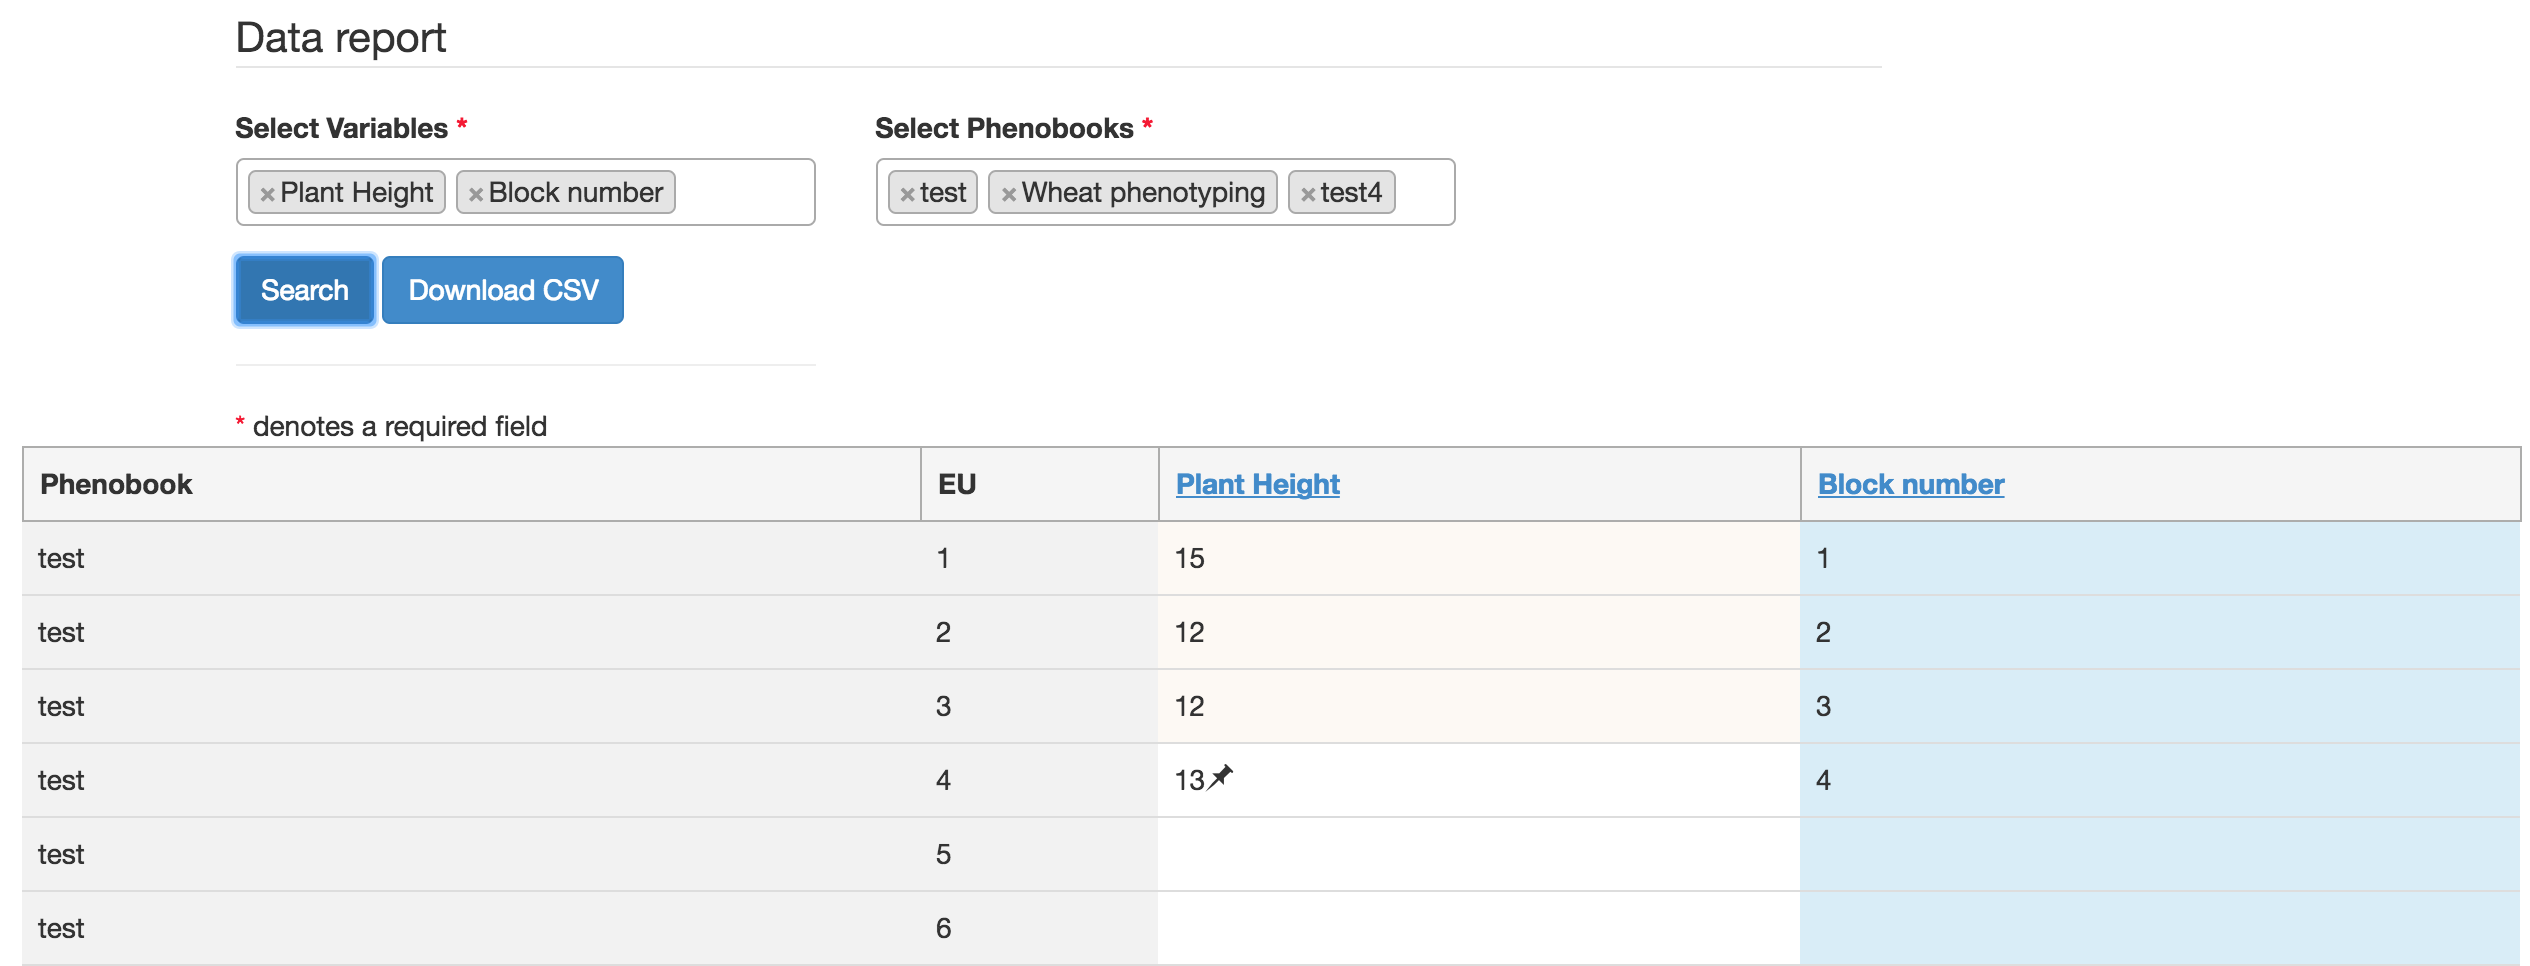 Data report
Select Variables * Select Phenobooks *
×Plant Height ×Block number ×test ×Wheat phenotyping ×test4
Search Download CSV
* denotes a required field
Phenobook EU Plant Height Block number
test 1 15 1
test 2 12 2
test 3 12 3
test 4 13 4
test 5
test 6